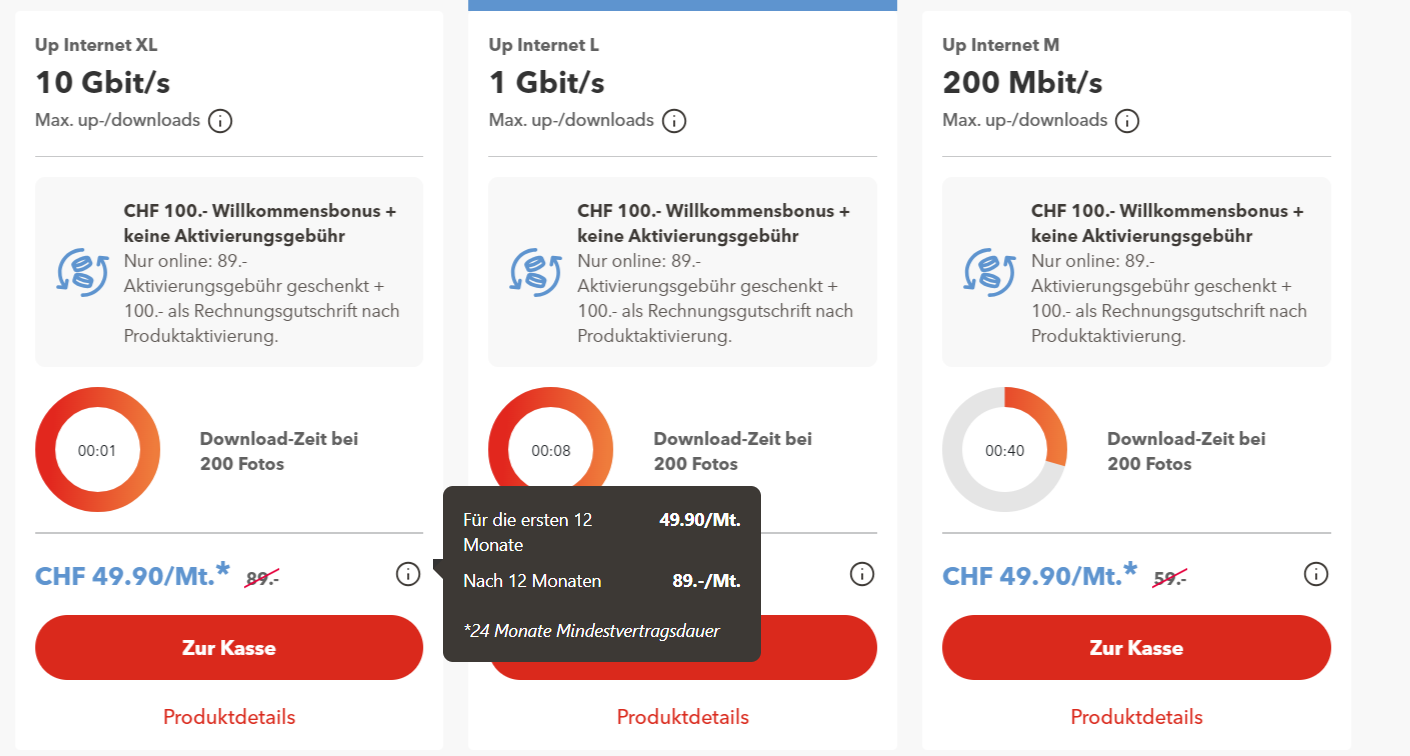 Up Internet XL
10 Gbit/s
Max. up-/downloads
CHF 100.- Willkommensbonus +
keine Aktivierungsgebühr
Nur online: 89.-
Aktivierungsgebühr geschenkt +
100.- als Rechnungsgutschrift nach
Produktaktivierung.
00:01
Download-Zeit bei
200 Fotos
CHF 49.90/Mt.* 89.-
Zur Kasse
Produktdetails
Up Internet L
1 Gbit/s
Max. up-/downloads
CHF 100.- Willkommensbonus +
keine Aktivierungsgebühr
Nur online: 89.-
Aktivierungsgebühr geschenkt +
100.- als Rechnungsgutschrift nach
Produktaktivierung.
00:08
Download-Zeit bei
200 Fotos
Für die ersten 12 49.90/Mt.
Monate
Nach 12 Monaten 89.-/Mt.
*24 Monate Mindestvertragsdauer
Produktdetails
Up Internet M
200 Mbit/s
Max. up-/downloads
CHF 100.- Willkommensbonus +
keine Aktivierungsgebühr
Nur online: 89.-
Aktivierungsgebühr geschenkt +
100.- als Rechnungsgutschrift nach
Produktaktivierung.
00:40
Download-Zeit bei
200 Fotos
CHF 49.90/Mt.* 59.-
Zur Kasse
Produktdetails